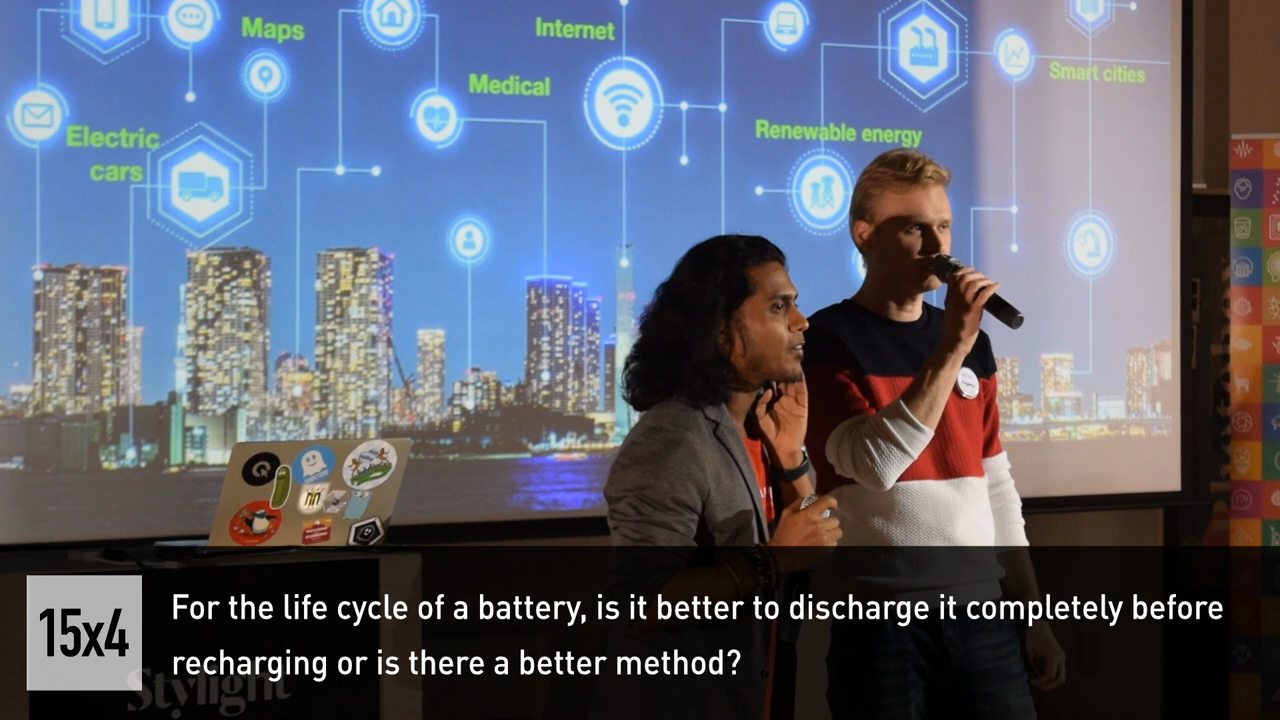 Maps
Internet
Medical
Smart cities
Electric
cars
Renewable energy
15x4
For the life cycle of a battery, is it better to discharge it completely before
recharging or is there a better method?
Stylight